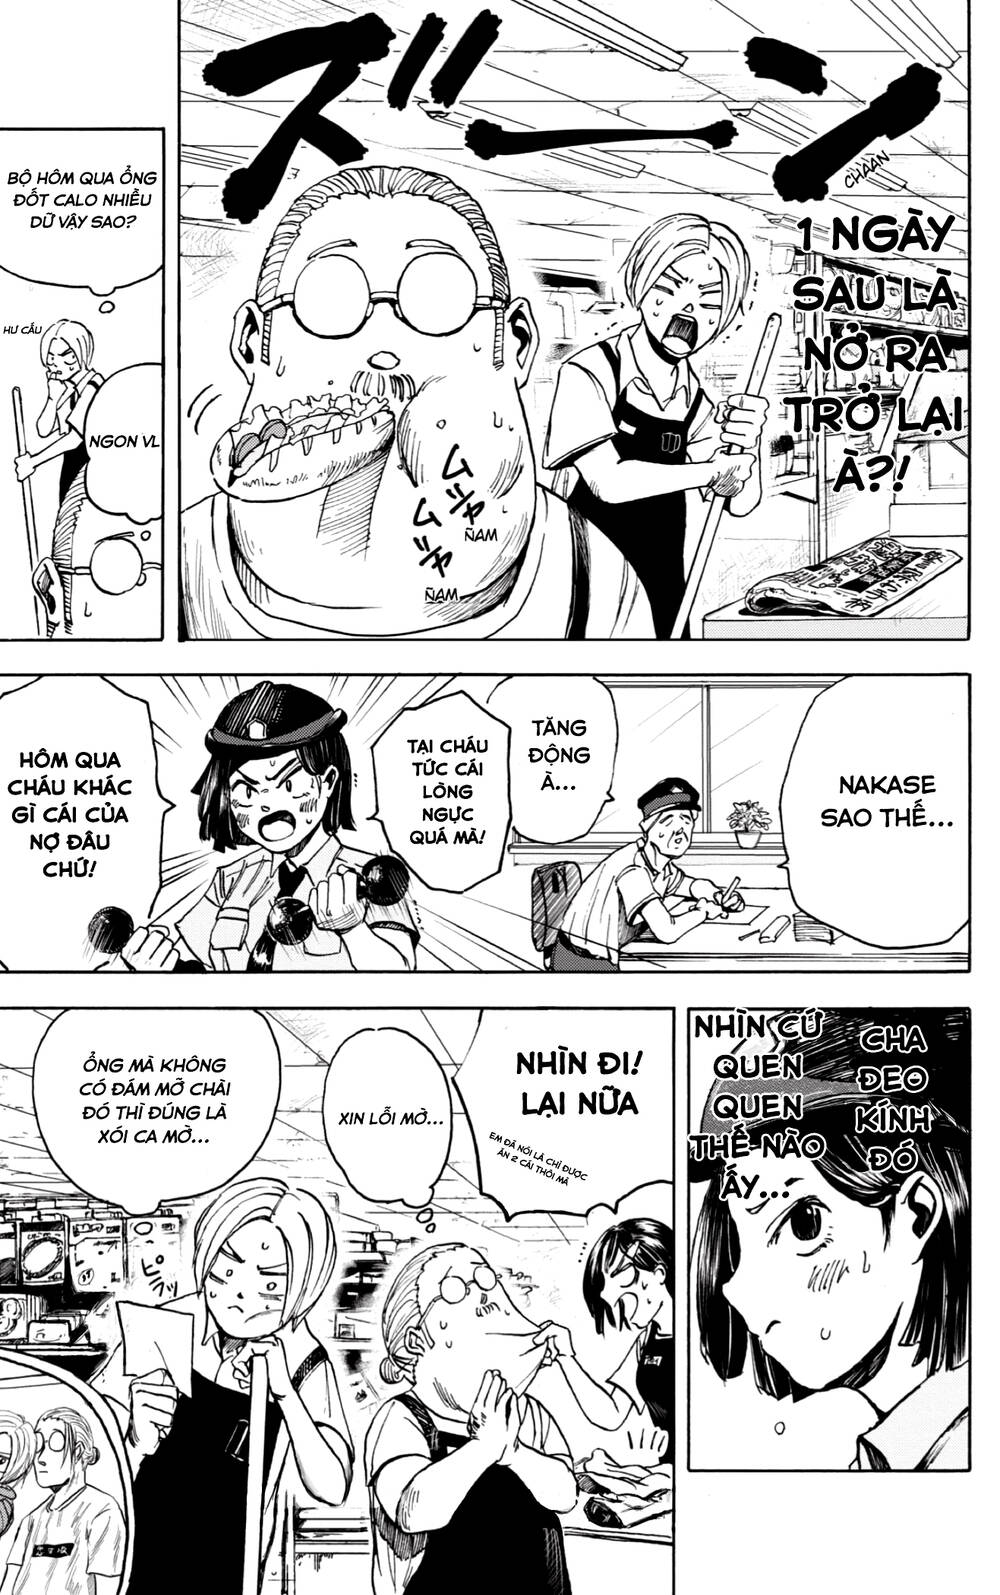 ズーン
CHÀÀN
1 NGÀY
SAU LÀ
NỞ RA
TRỞ LẠI
À?!
ムシャ
ムシャ
ÑAM
ÑAM
BỘ HÔM QUA ỔNG
ĐỐT CALO NHIỀU
DỮ VẬY SAO?
HƯ CẤU
NGON VL
NAKASE
SAO THẾ...
TĂNG
ĐỘNG
À...
TẠI CHÁU
TỨC CÁI
LỒNG
NGỰC
QUÁ MÀ!
HÔM QUA
CHÁU KHÁC
GÌ CÁI CỦA
NỢ ĐÂU
CHỨ!
CHA
ĐEO
KÍNH
ĐÓ
NHÌN CỨ
QUEN
QUEN
THẾ NÀO
ẤY...
NHÌN ĐI!
LẠI NỮA
EM ĐÃ NÓI LÀ CHỈ ĐƯỢC
ĂN 2 CÁI THÔI MÀ
XIN LỖI MỜ...
ỔNG MÀ KHÔNG
CÓ ĐÁM MỠ CHÀI
ĐÓ THÌ ĐÚNG LÀ
XÓI CA MỜ...
ピラッ